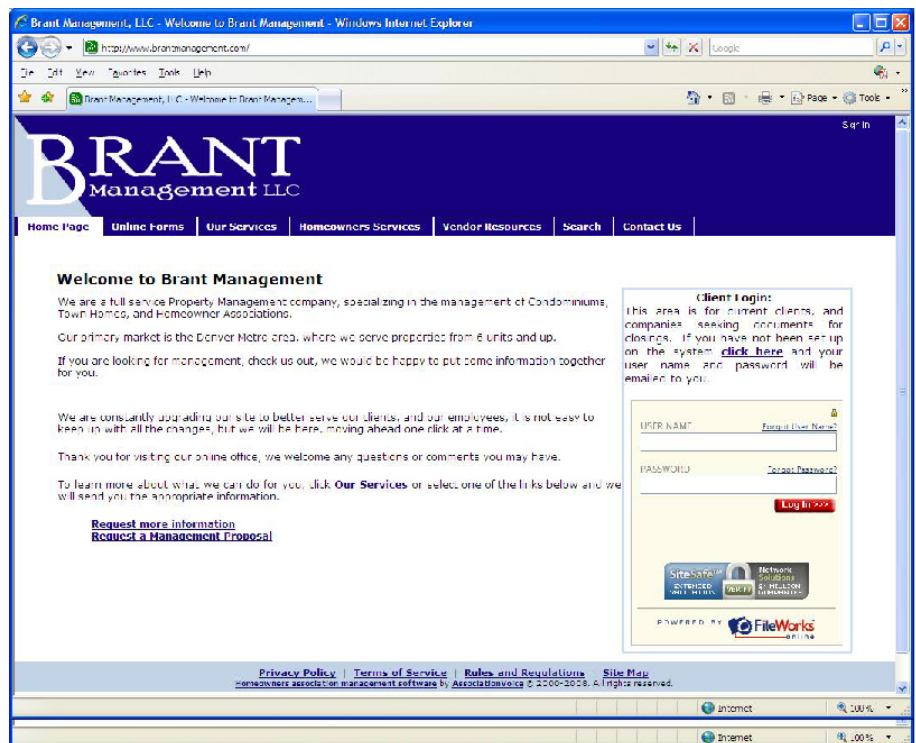 Brant Management, LLC - Welcome to Brant Management - Windows Internet Explorer
http://www.brantmanagement.com/
Google
File Edit View Favorites Tools Help
Brant Management, LLC - Welcome to Brant Managem...
Page Tools
Sign In
BRANT
Management LLC
Home Page Online Forms Our Services Homeowners Services Vendor Resources Search Contact Us
Welcome to Brant Management
We are a full service Property Management company, specializing in the management of Condominiums,
Town Homes, and Homeowner Associations.
Our primary market is the Denver Metro area, where we serve properties from 6 units and up.
If you are looking for management, check us out, we would be happy to put some information together
for you.
We are constantly upgrading our site to better serve our clients, and our employees, it is not easy to
keep up with all the changes, but we will be here, moving ahead one click at a time.
Thank you for visiting our online office, we welcome any questions or comments you may have.
To learn more about what we can do for you, click Our Services or select one of the links below and we
will send you the appropriate information.
Request more information
Request a Management Proposal
Client Login:
This area is for current clients, and
companies seeking documents for
closings. If you have not been set up
on the system click here and your
user name and password will be
emailed to you.
USER NAME Forgot User Name?
PASSWORD Forgot Password?
Log In >>>
SiteSafe™
EXTENDED
VALIDATION
VERIFY
Network
Solutions
$1 MILLION
GUARANTEE
POWERED BY FileWorks
online
Privacy Policy | Terms of Service | Rules and Regulations | Site Map
Homeowners association management software by AssociationVoice © 2000-2008. All rights reserved.
Internet 100%
Internet 100%